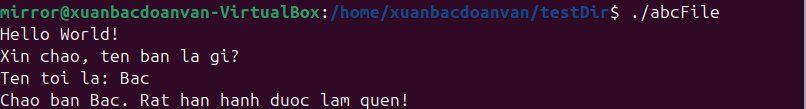 mirror@xuanbacdoanvan-VirtualBox:/home/xuanbacdoanvan/testDir$ ./abcFile
Hello World!
Xin chao, ten ban la gi?
Ten toi la: Bac
Chao ban Bac. Rat han hanh duoc lam quen!